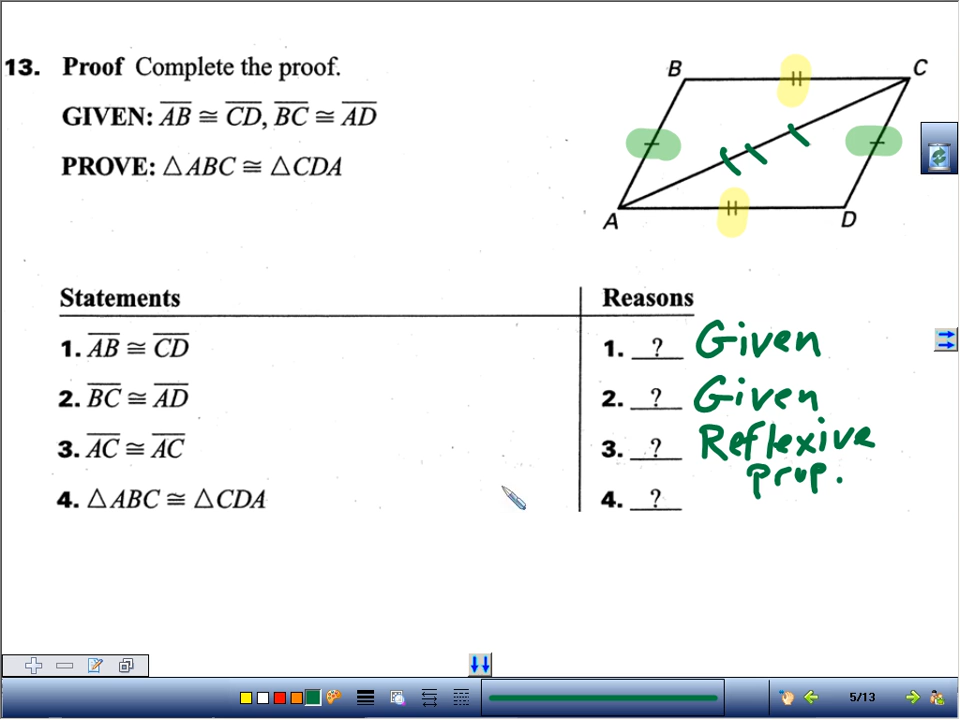 13. Proof Complete the proof.
GIVEN: AB ≅ CD, BC ≅ AD
PROVE: △ABC ≅ △CDA
B
C
A
D
Statements Reasons
1. AB ≅ CD 1. ? Given
2. BC ≅ AD 2. ? Given
3. AC ≅ AC 3. ? Reflexive
prop.
4. △ABC ≅ △CDA 4. ?
5/13